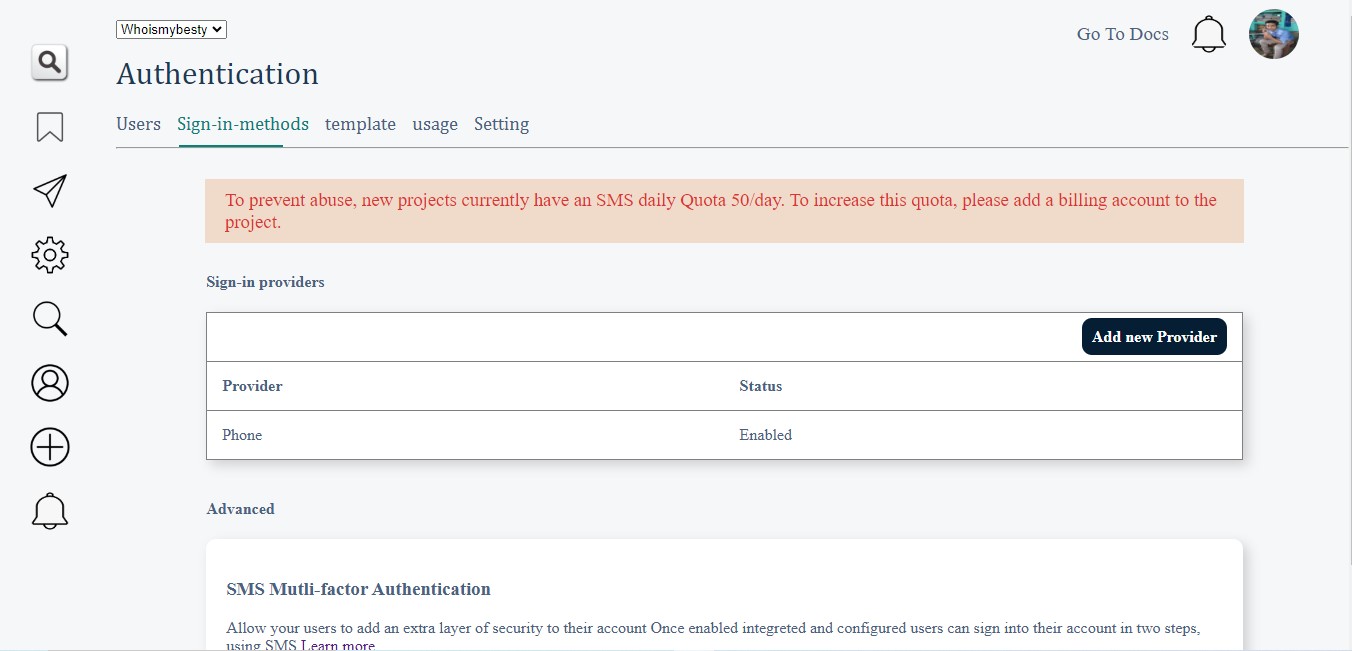 Whoismybesty
Go To Docs
Authentication
Users Sign-in-methods template usage Setting
To prevent abuse, new projects currently have an SMS daily Quota 50/day. To increase this quota, please add a billing account to the
project.
Sign-in providers
Add new Provider
Provider Status
Phone Enabled
Advanced
SMS Mutli-factor Authentication
Allow your users to add an extra layer of security to their account Once enabled integreted and configured users can sign into their account in two steps,
using SMS Learn more